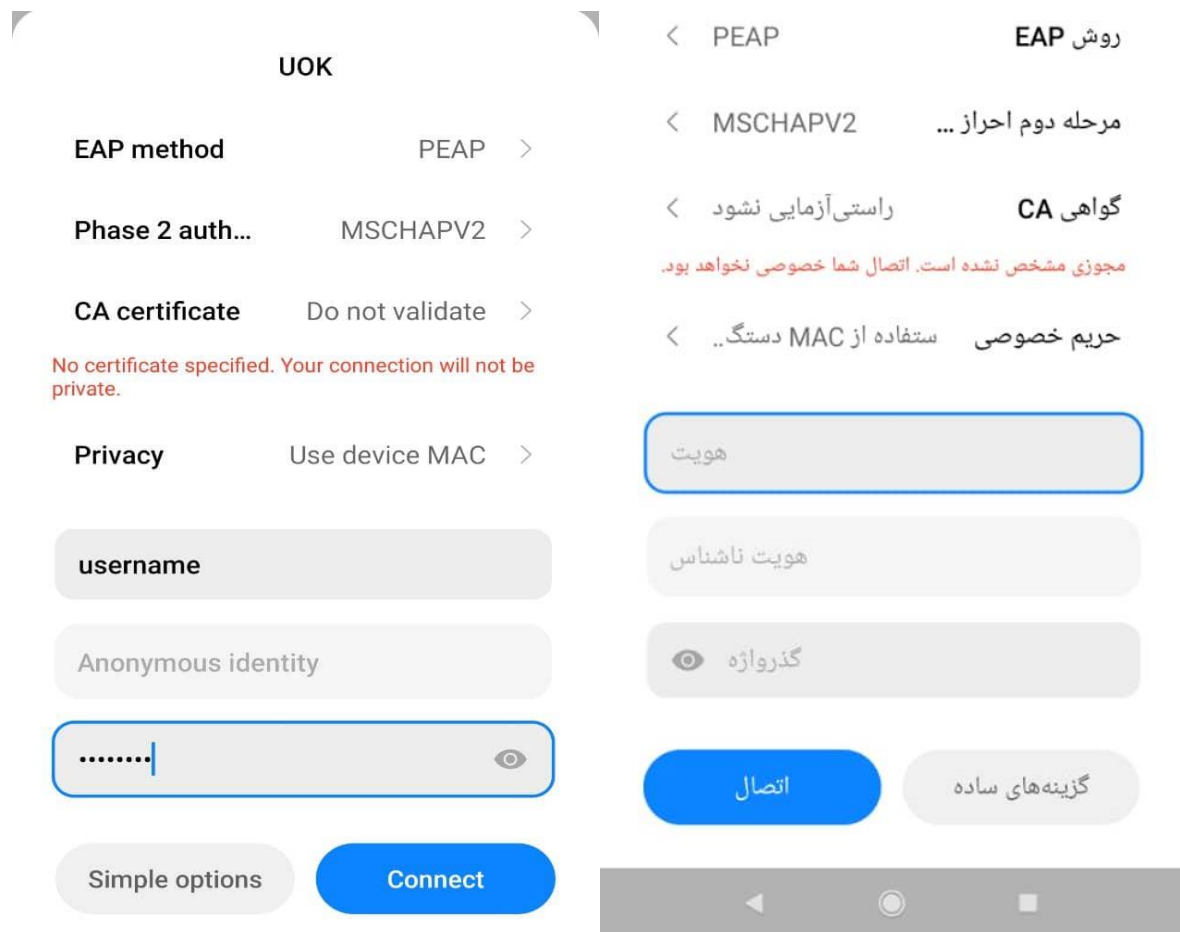 UOK
EAP method PEAP
Phase 2 auth... MSCHAPV2
CA certificate Do not validate
No certificate specified. Your connection will not be
private.
Privacy Use device MAC
username
Anonymous identity
••••••••
Simple options Connect
روش EAP PEAP
مرحله دوم احراز ... MSCHAPV2
گواهی CA راستی‌آزمایی نشود
مجوزی مشخص نشده است. اتصال شما خصوصی نخواهد بود.
حریم خصوصی ستفاده از MAC دستگ..
هویت
هویت ناشناس
گذرواژه
گزینه‌های ساده اتصال